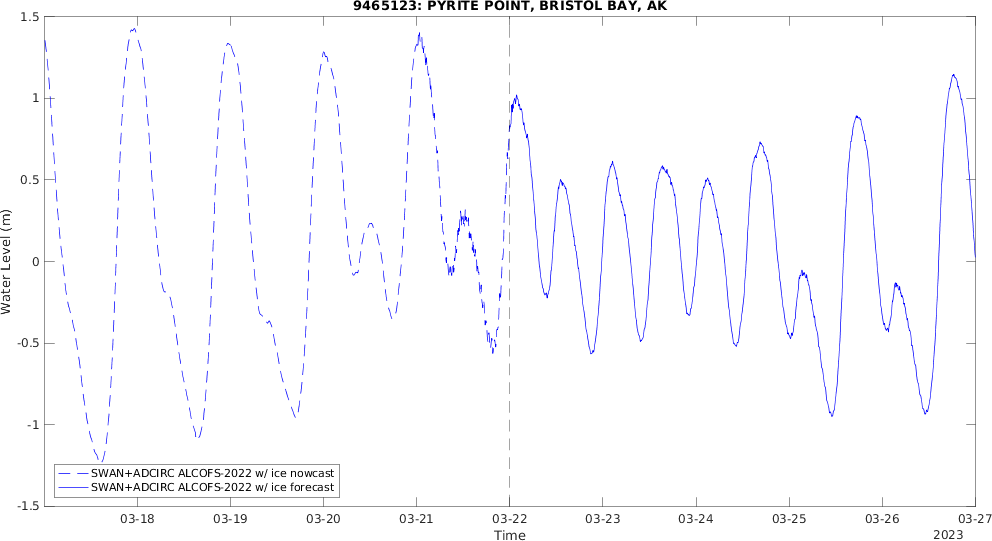 9465123: PYRITE POINT, BRISTOL BAY, AK
Water Level (m)
1.5
1
0.5
0
-0.5
-1
-1.5
SWAN+ADCIRC ALCOFS-2022 w/ ice nowcast
SWAN+ADCIRC ALCOFS-2022 w/ ice forecast
03-18 03-19 03-20 03-21 03-22 03-23 03-24 03-25 03-26 03-27
Time
2023